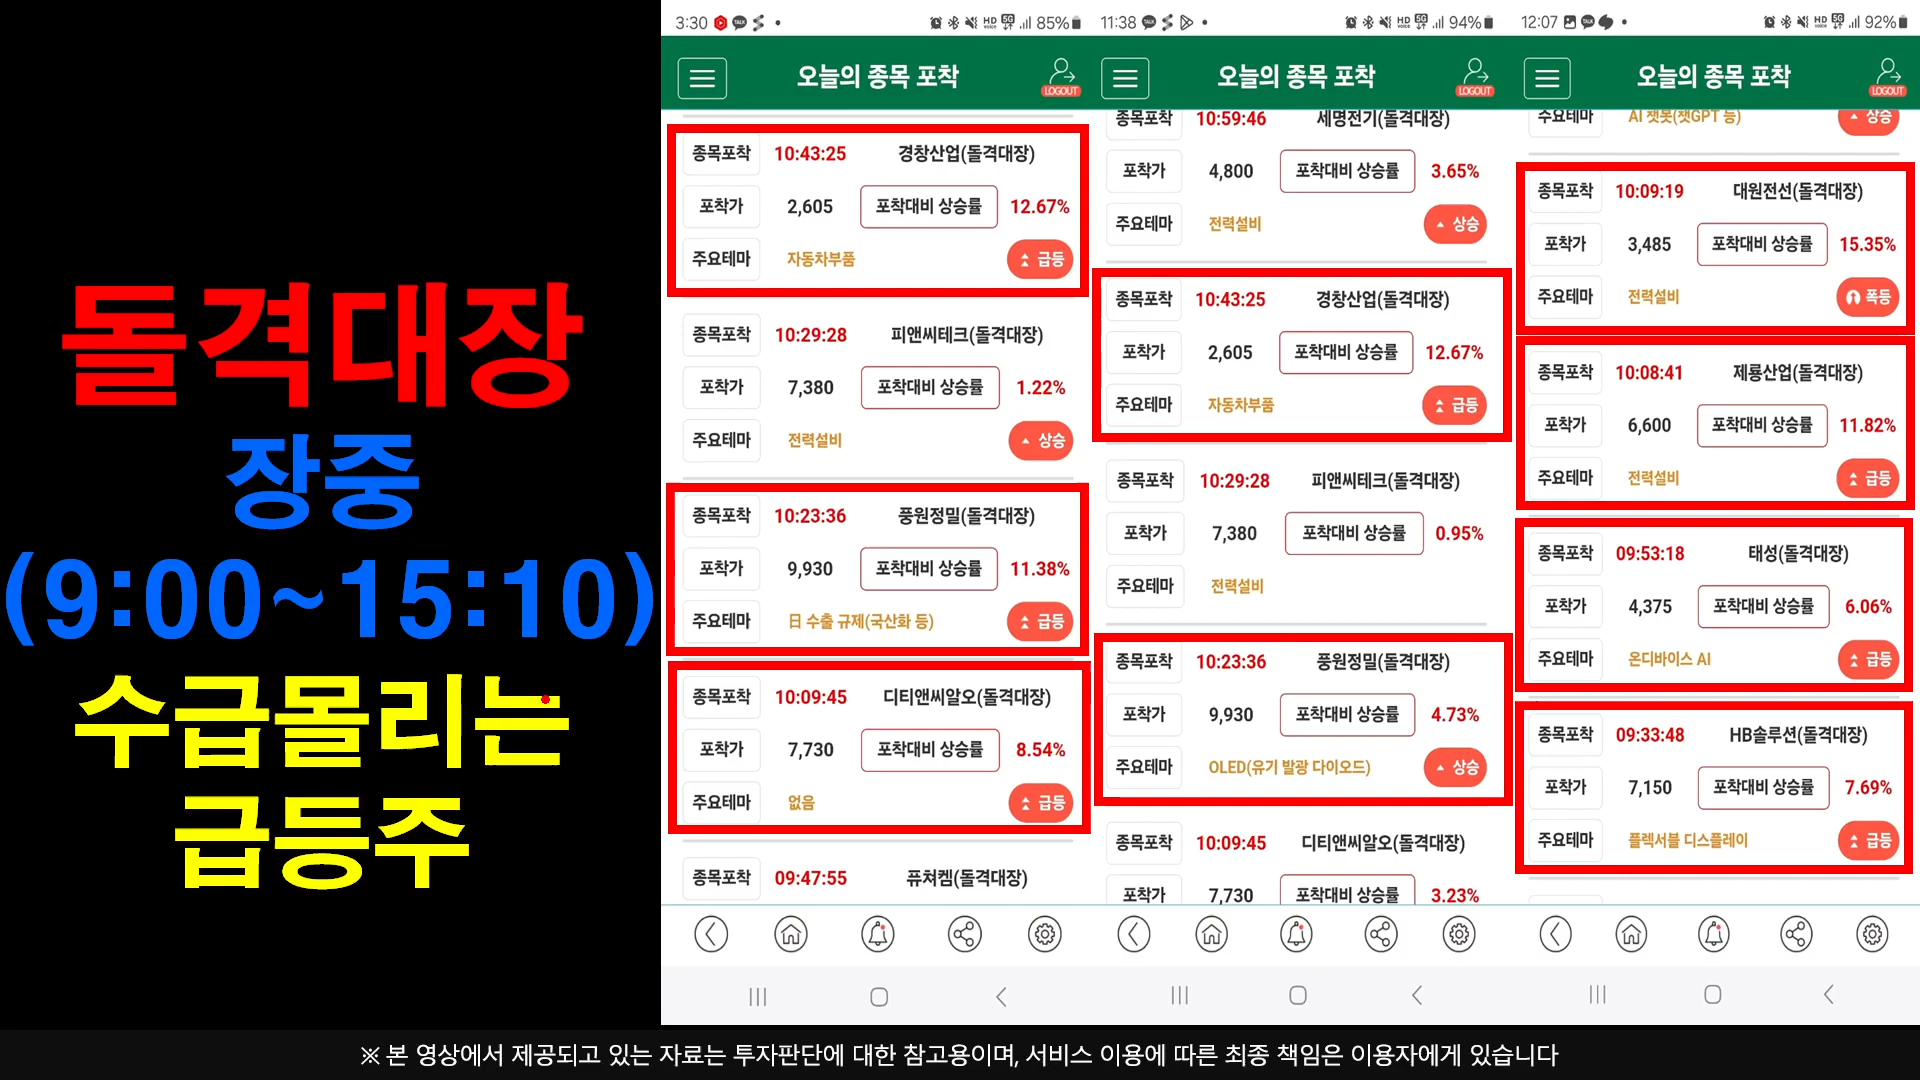 돌격대장
장중
(9:00~15:10)
수급몰리는
급등주
3:30 85%
오늘의 종목 포착
LOGOUT
종목포착 10:43:25 경창산업(돌격대장)
포착가 2,605 포착대비 상승률 12.67%
주요테마 자동차부품 급등
종목포착 10:29:28 피앤씨테크(돌격대장)
포착가 7,380 포착대비 상승률 1.22%
주요테마 전력설비 상승
종목포착 10:23:36 풍원정밀(돌격대장)
포착가 9,930 포착대비 상승률 11.38%
주요테마 日 수출 규제(국산화 등) 급등
종목포착 10:09:45 디티앤씨알오(돌격대장)
포착가 7,730 포착대비 상승률 8.54%
주요테마 없음 급등
종목포착 09:47:55 퓨쳐켐(돌격대장)
11:38 94%
오늘의 종목 포착
LOGOUT
종목포착 10:59:46 세명전기(돌격대장)
포착가 4,800 포착대비 상승률 3.65%
주요테마 전력설비 상승
종목포착 10:43:25 경창산업(돌격대장)
포착가 2,605 포착대비 상승률 12.67%
주요테마 자동차부품 급등
종목포착 10:29:28 피앤씨테크(돌격대장)
포착가 7,380 포착대비 상승률 0.95%
주요테마 전력설비
종목포착 10:23:36 풍원정밀(돌격대장)
포착가 9,930 포착대비 상승률 4.73%
주요테마 OLED(유기 발광 다이오드) 상승
종목포착 10:09:45 디티앤씨알오(돌격대장)
포착가 7,730 포착대비 상승률 3.23%
12:07 92%
오늘의 종목 포착
LOGOUT
주요테마 AI 챗봇(챗GPT 등) 상승
종목포착 10:09:19 대원전선(돌격대장)
포착가 3,485 포착대비 상승률 15.35%
주요테마 전력설비 폭등
종목포착 10:08:41 제룡산업(돌격대장)
포착가 6,600 포착대비 상승률 11.82%
주요테마 전력설비 급등
종목포착 09:53:18 태성(돌격대장)
포착가 4,375 포착대비 상승률 6.06%
주요테마 온디바이스 AI 급등
종목포착 09:33:48 HB솔루션(돌격대장)
포착가 7,150 포착대비 상승률 7.69%
주요테마 플렉서블 디스플레이 급등
※ 본 영상에서 제공되고 있는 자료는 투자판단에 대한 참고용이며, 서비스 이용에 따른 최종 책임은 이용자에게 있습니다